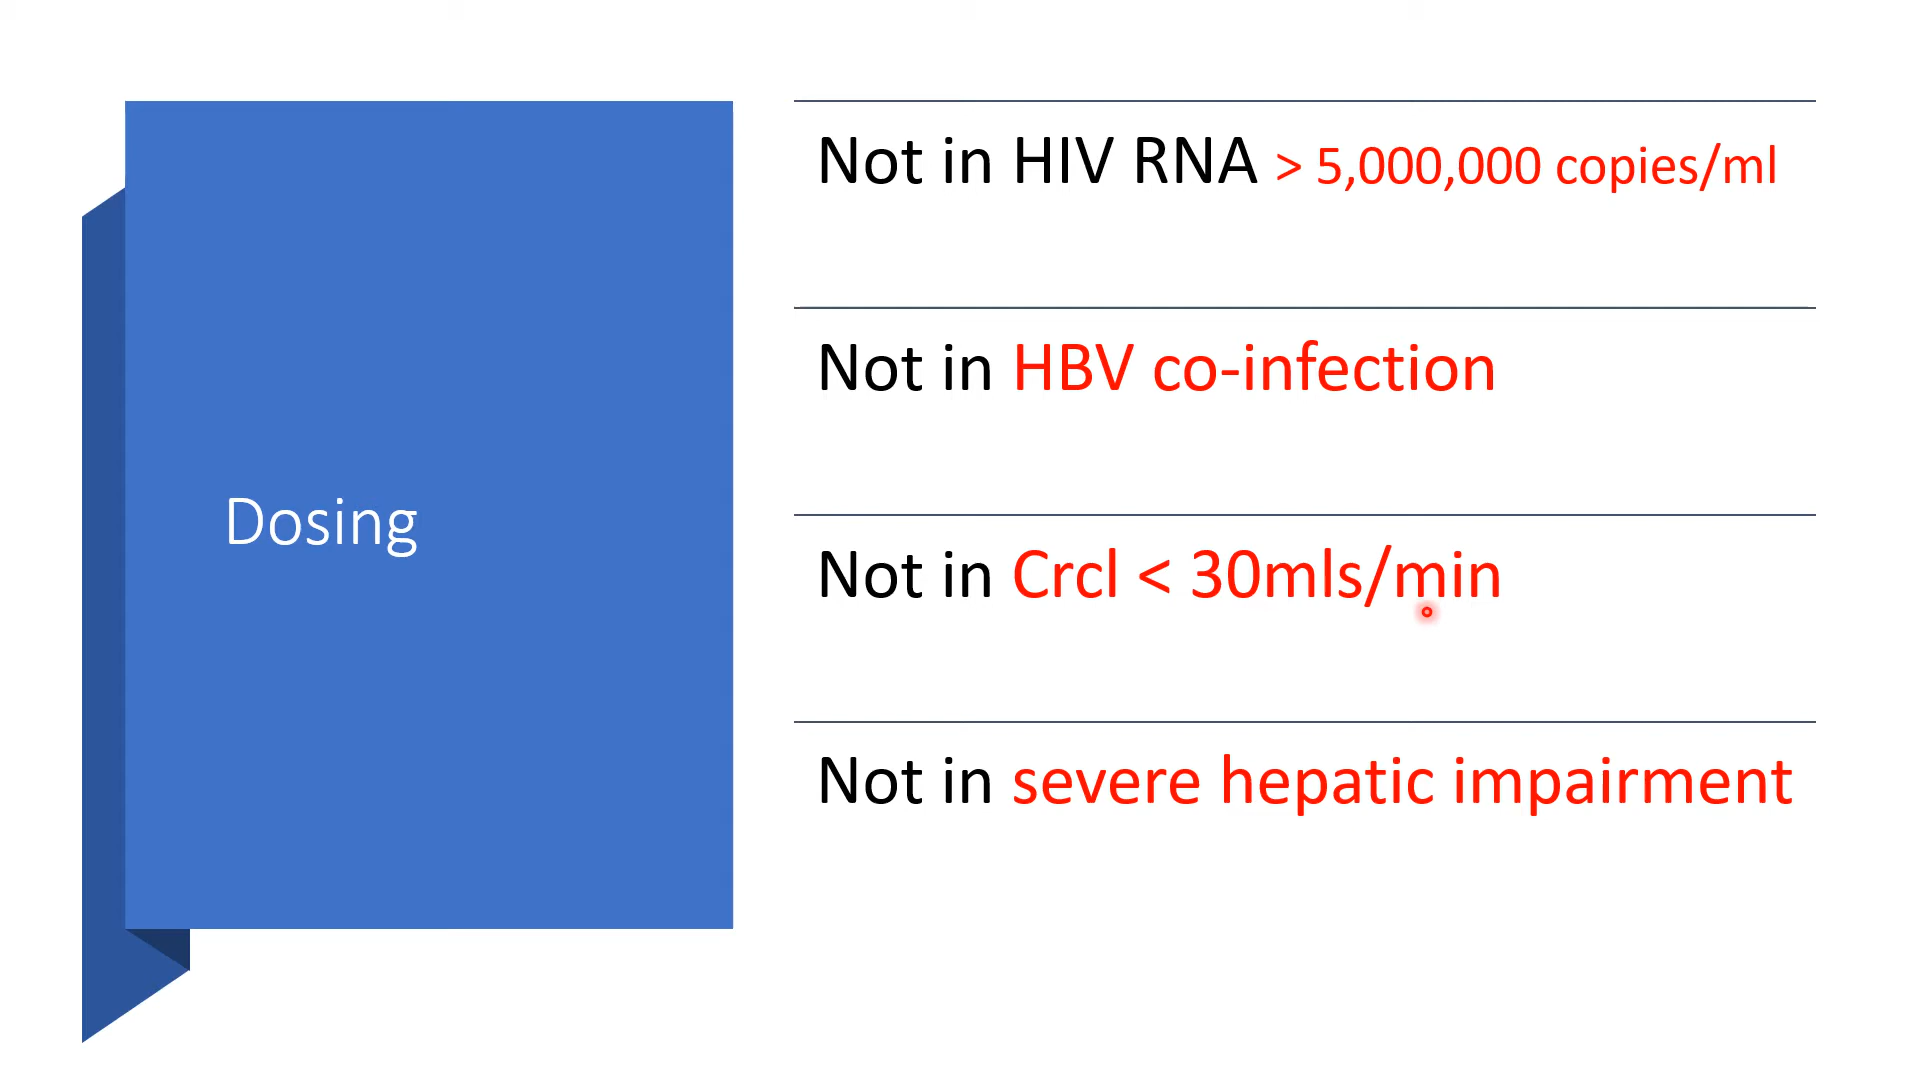 Dosing
Not in HIV RNA > 5,000,000 copies/ml
Not in HBV co-infection
Not in Crcl < 30mls/min
Not in severe hepatic impairment